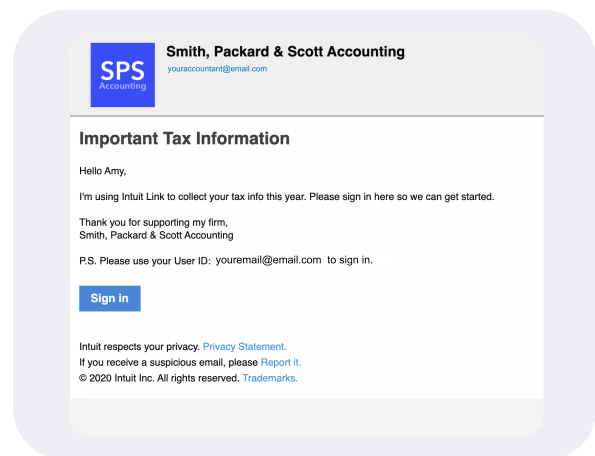 SPS
Accounting
Smith, Packard & Scott Accounting
youraccountant@email.com
Important Tax Information
Hello Amy,
I'm using Intuit Link to collect your tax info this year. Please sign in here so we can get started.
Thank you for supporting my firm,
Smith, Packard & Scott Accounting
P.S. Please use your User ID: youremail@email.com to sign in.
Sign in
Intuit respects your privacy. Privacy Statement.
If you receive a suspicious email, please Report it.
© 2020 Intuit Inc. All rights reserved. Trademarks.